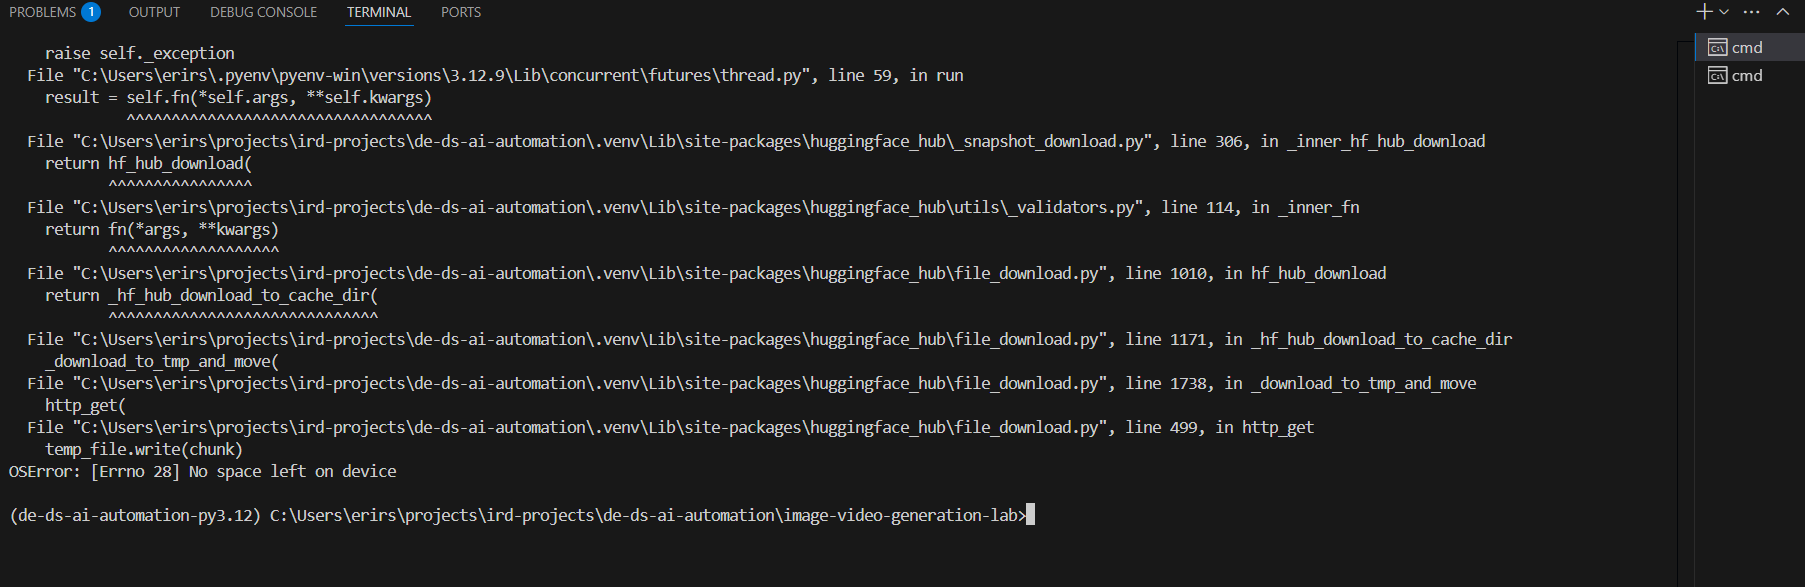 PROBLEMS 1 OUTPUT DEBUG CONSOLE TERMINAL PORTS
raise self._exception
File "C:\Users\erirs\.pyenv\pyenv-win\versions\3.12.9\Lib\concurrent\futures\thread.py", line 59, in run
result = self.fn(*self.args, **self.kwargs)
^^^^^^^^^^^^^^^^^^^^^^^^^^^^^^^^^^
File "C:\Users\erirs\projects\ird-projects\de-ds-ai-automation\.venv\Lib\site-packages\huggingface_hub\_snapshot_download.py", line 306, in _inner_hf_hub_download
return hf_hub_download(
^^^^^^^^^^^^^^^^
File "C:\Users\erirs\projects\ird-projects\de-ds-ai-automation\.venv\Lib\site-packages\huggingface_hub\utils\_validators.py", line 114, in _inner_fn
return fn(*args, **kwargs)
^^^^^^^^^^^^^^^^^^^
File "C:\Users\erirs\projects\ird-projects\de-ds-ai-automation\.venv\Lib\site-packages\huggingface_hub\file_download.py", line 1010, in hf_hub_download
return _hf_hub_download_to_cache_dir(
^^^^^^^^^^^^^^^^^^^^^^^^^^^^^^
File "C:\Users\erirs\projects\ird-projects\de-ds-ai-automation\.venv\Lib\site-packages\huggingface_hub\file_download.py", line 1171, in _hf_hub_download_to_cache_dir
_download_to_tmp_and_move(
File "C:\Users\erirs\projects\ird-projects\de-ds-ai-automation\.venv\Lib\site-packages\huggingface_hub\file_download.py", line 1738, in _download_to_tmp_and_move
http_get(
File "C:\Users\erirs\projects\ird-projects\de-ds-ai-automation\.venv\Lib\site-packages\huggingface_hub\file_download.py", line 499, in http_get
temp_file.write(chunk)
OSError: [Errno 28] No space left on device
(de-ds-ai-automation-py3.12) C:\Users\erirs\projects\ird-projects\de-ds-ai-automation\image-video-generation-lab>
cmd
cmd